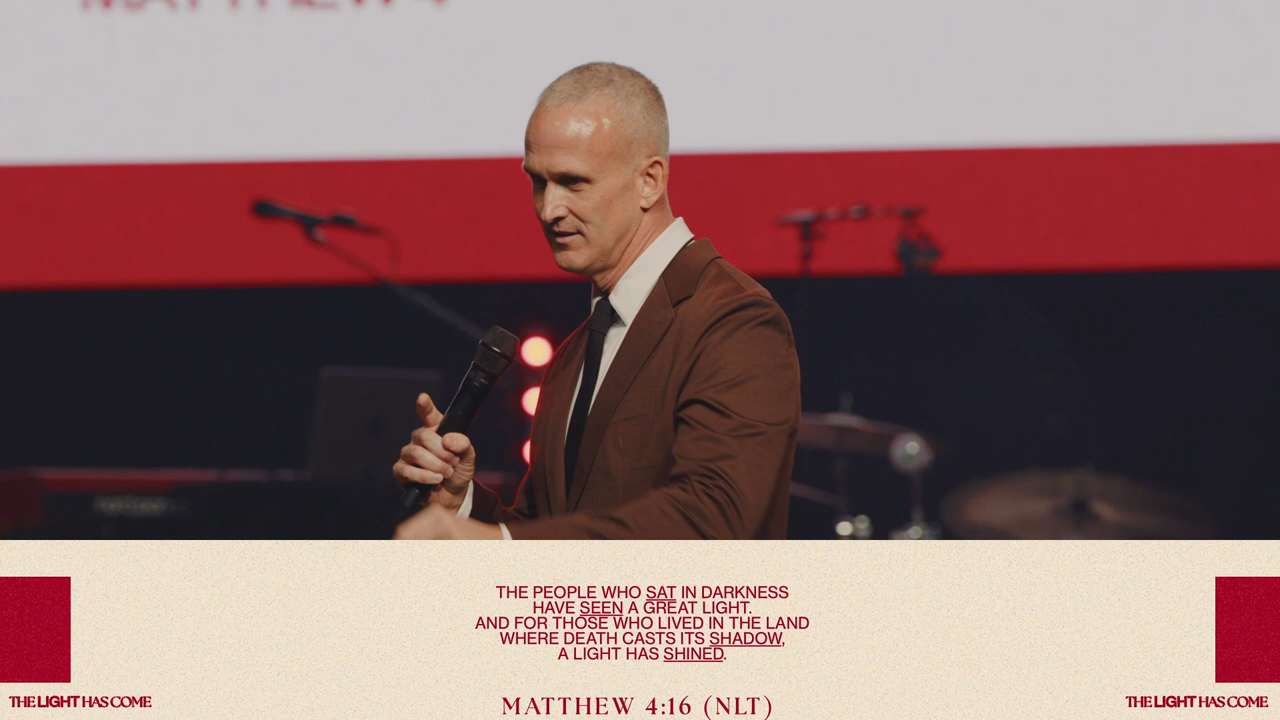 MATTHEW 4
THE PEOPLE WHO SAT IN DARKNESS
HAVE SEEN A GREAT LIGHT.
AND FOR THOSE WHO LIVED IN THE LAND
WHERE DEATH CASTS ITS SHADOW,
A LIGHT HAS SHINED.
THE LIGHT HAS COME
MATTHEW 4:16 (NLT)
THE LIGHT HAS COME